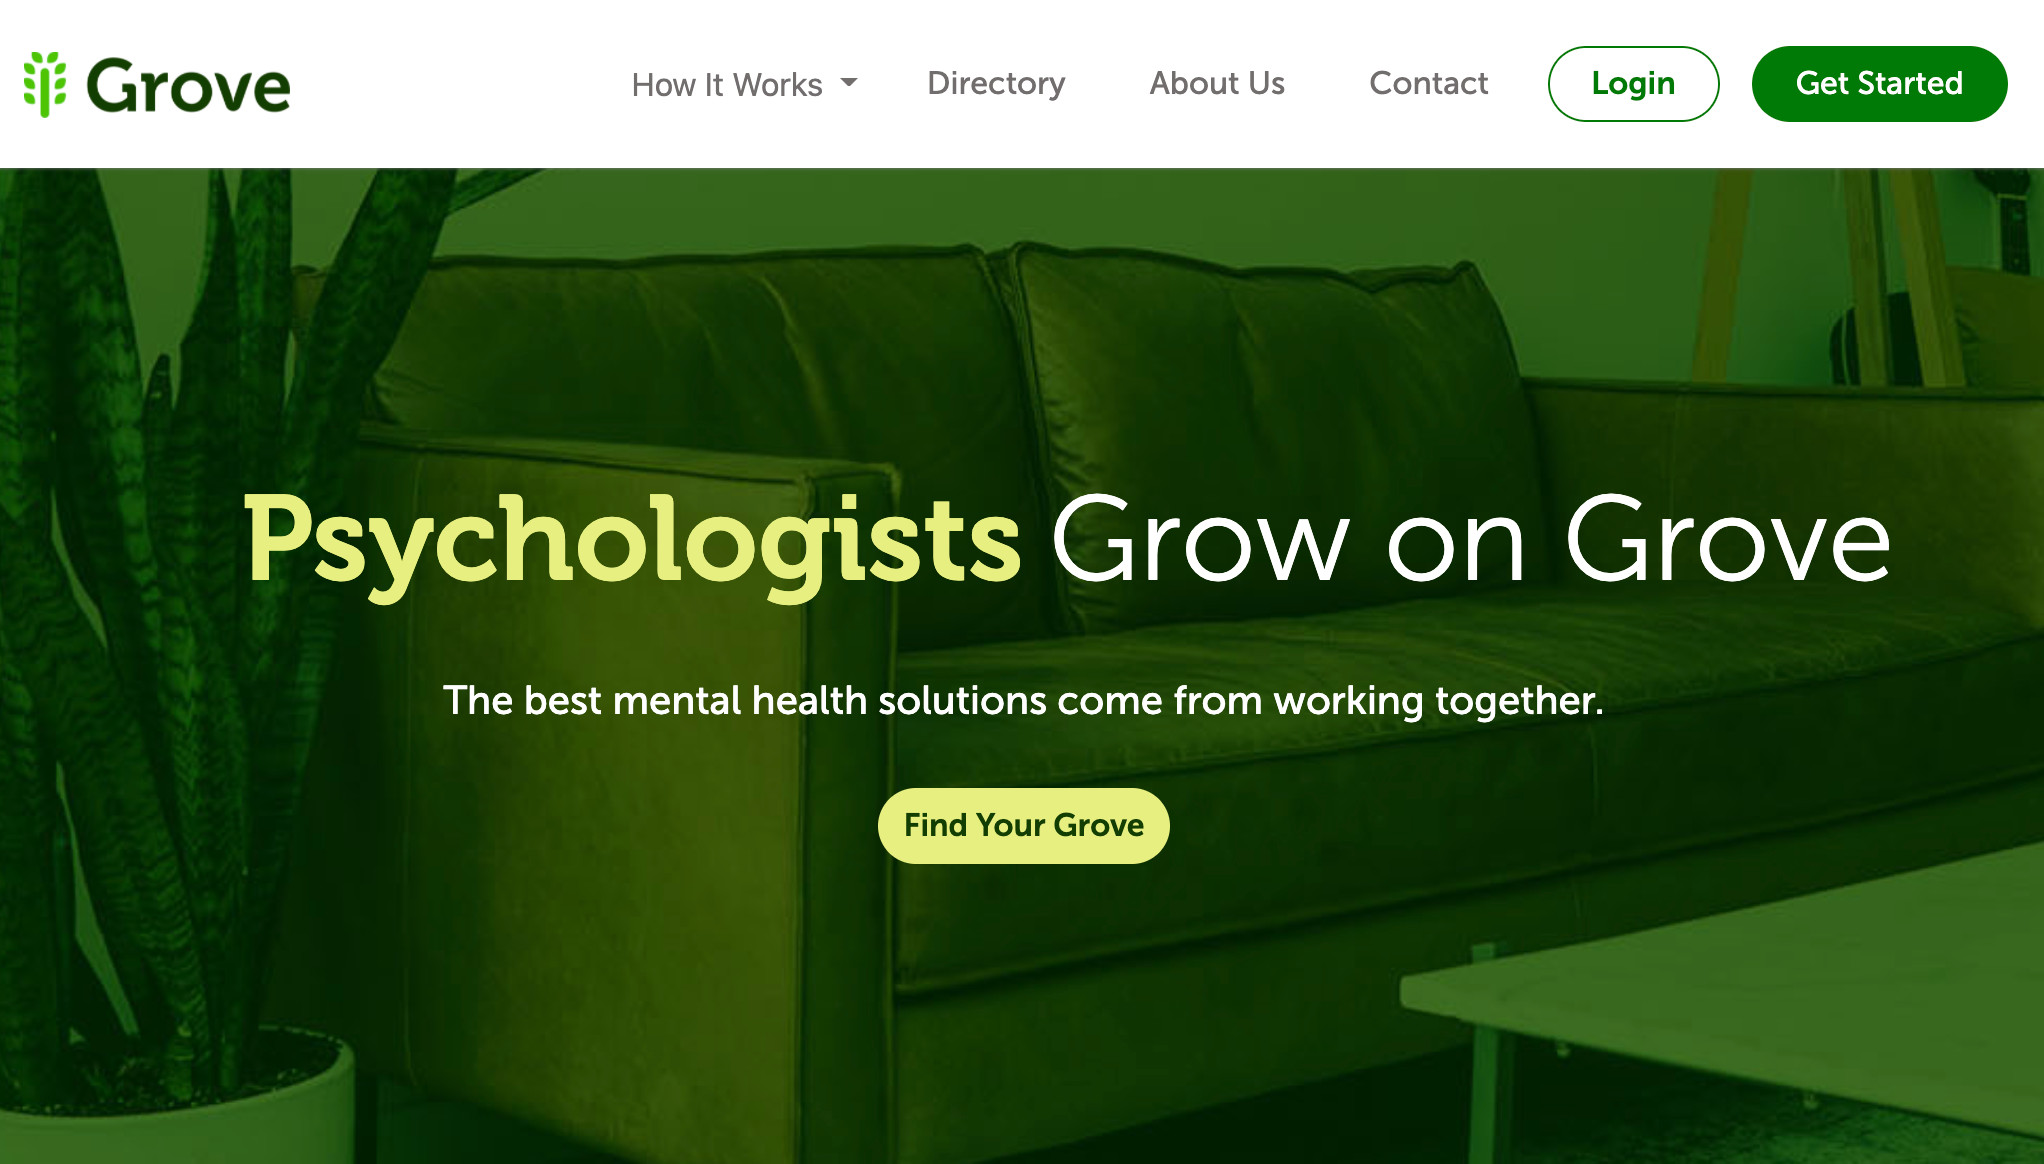 Grove
How It Works
Directory
About Us
Contact
Login
Get Started
Psychologists Grow on Grove
The best mental health solutions come from working together.
Find Your Grove